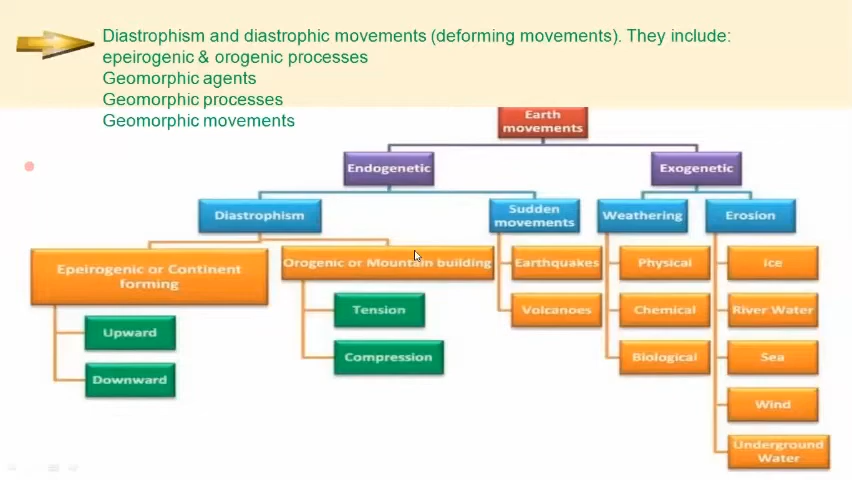 Diastrophism and diastrophic movements (deforming movements). They include:
epeirogenic & orogenic processes
Geomorphic agents
Geomorphic processes
Geomorphic movements
Earth
movements
Endogenetic
Exogenetic
Diastrophism
Sudden
movements
Weathering
Erosion
Epeirogenic or Continent
forming
Orogenic or Mountain building
Earthquakes
Physical
Ice
Tension
Volcanoes
Chemical
River Water
Upward
Compression
Biological
Sea
Downward
Wind
Underground
Water